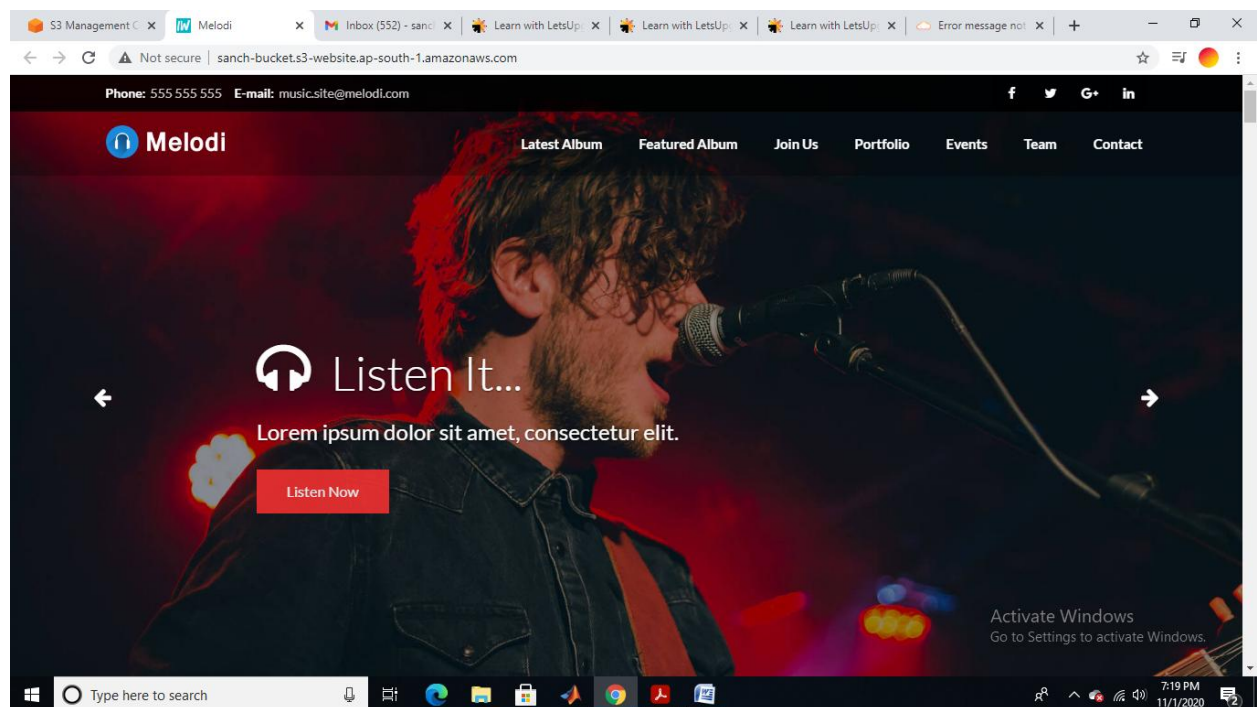 S3 Management C
Melodi
Inbox (552) - sanc
Learn with LetsUp
Learn with LetsUp
Learn with LetsUp
Error message not
Not secure | sanch-bucket.s3-website.ap-south-1.amazonaws.com
Phone: 555 555 555 E-mail: music.site@melodi.com
f G+ in
Melodi
Latest Album Featured Album Join Us Portfolio Events Team Contact
Listen It...
Lorem ipsum dolor sit amet, consectetur elit.
Listen Now
Activate Windows
Go to Settings to activate Windows.
Type here to search
7:19 PM
11/1/2020
2